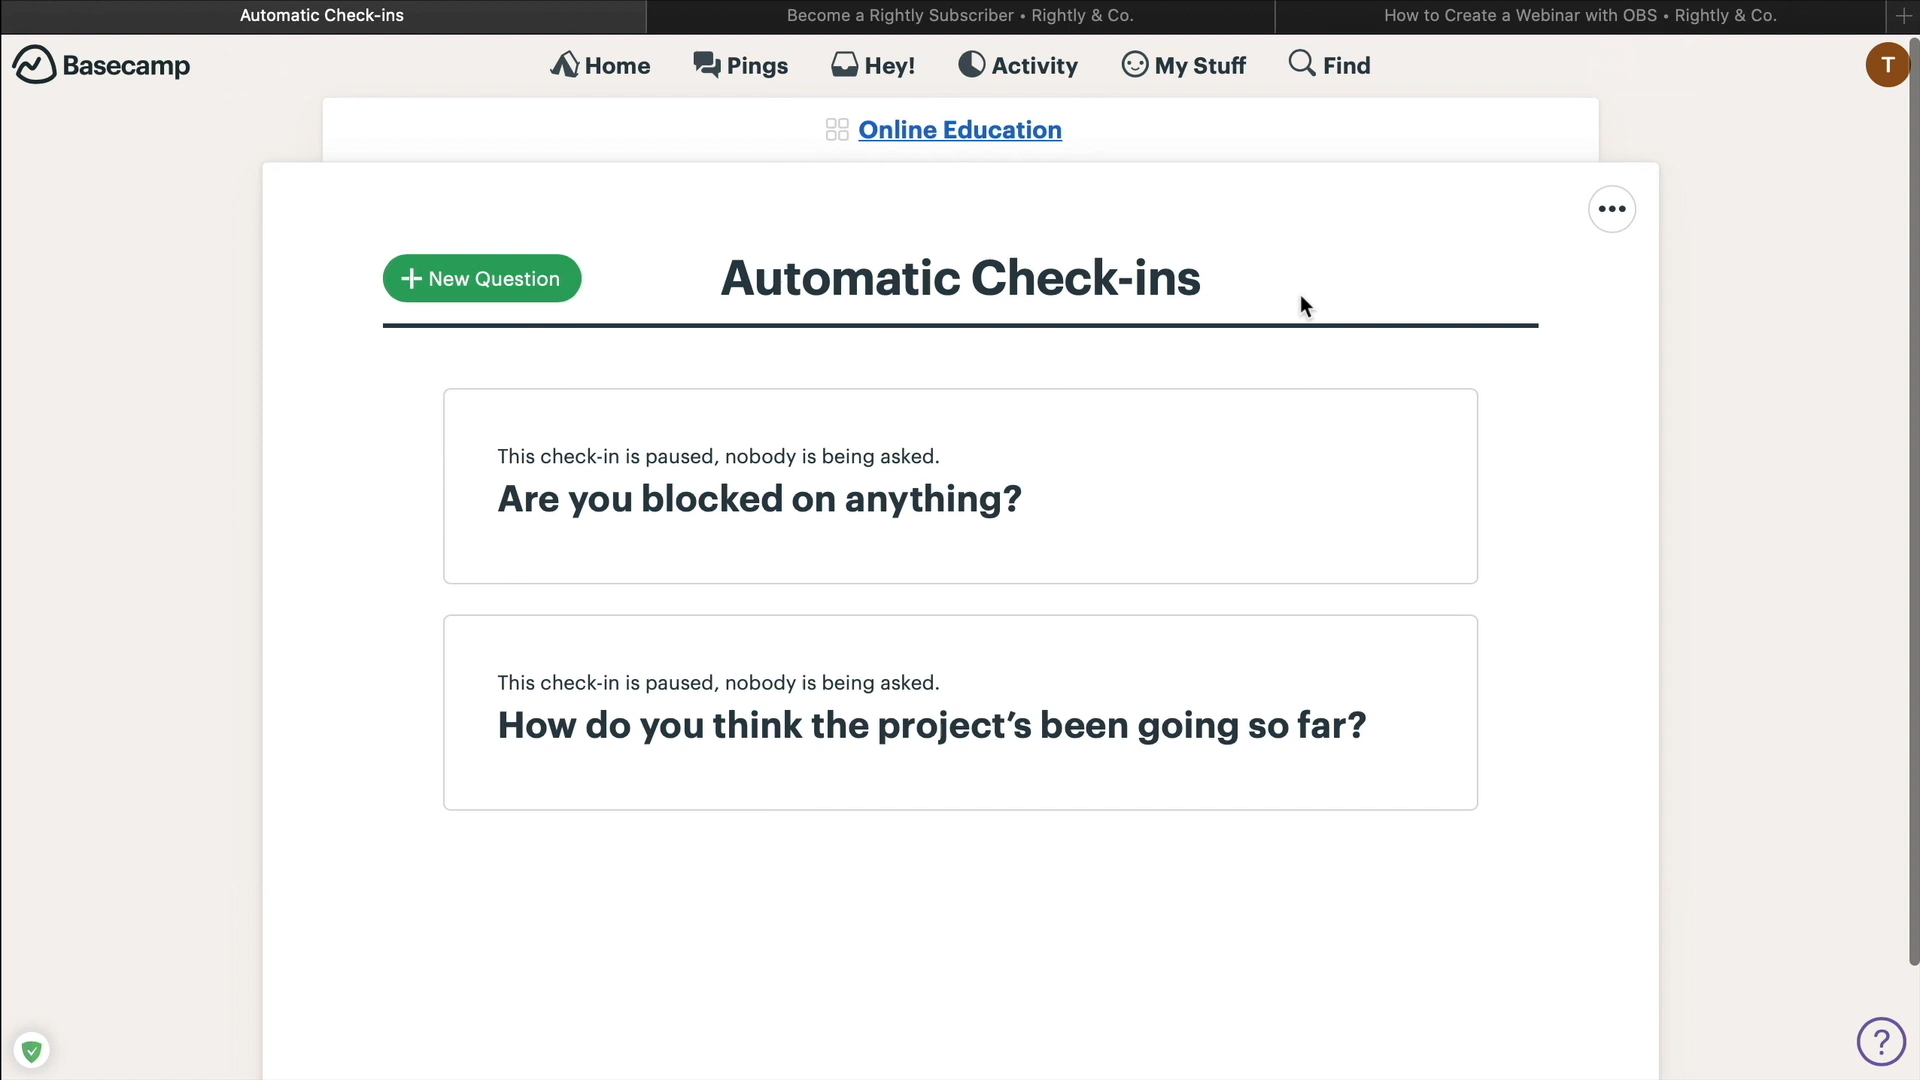 Automatic Check-ins
Become a Rightly Subscriber • Rightly & Co.
How to Create a Webinar with OBS • Rightly & Co.
Basecamp
Home
Pings
Hey!
Activity
My Stuff
Find
T
Online Education
New Question
Automatic Check-ins
This check-in is paused, nobody is being asked.
Are you blocked on anything?
This check-in is paused, nobody is being asked.
How do you think the project’s been going so far?
?